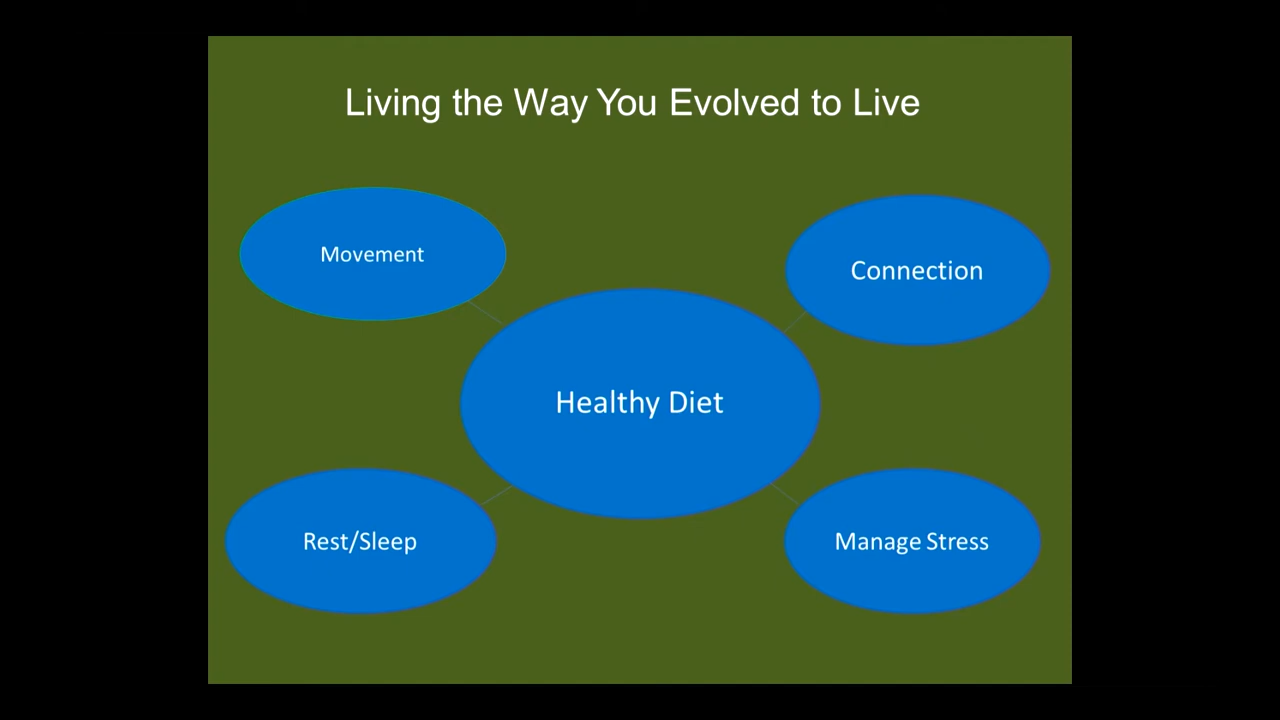 Living the Way You Evolved to Live
Movement
Connection
Healthy Diet
Rest/Sleep
Manage Stress